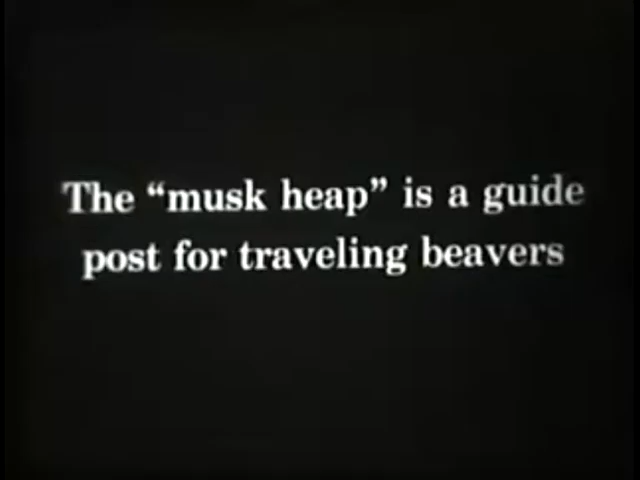 The “musk heap” is a guide
post for traveling beavers